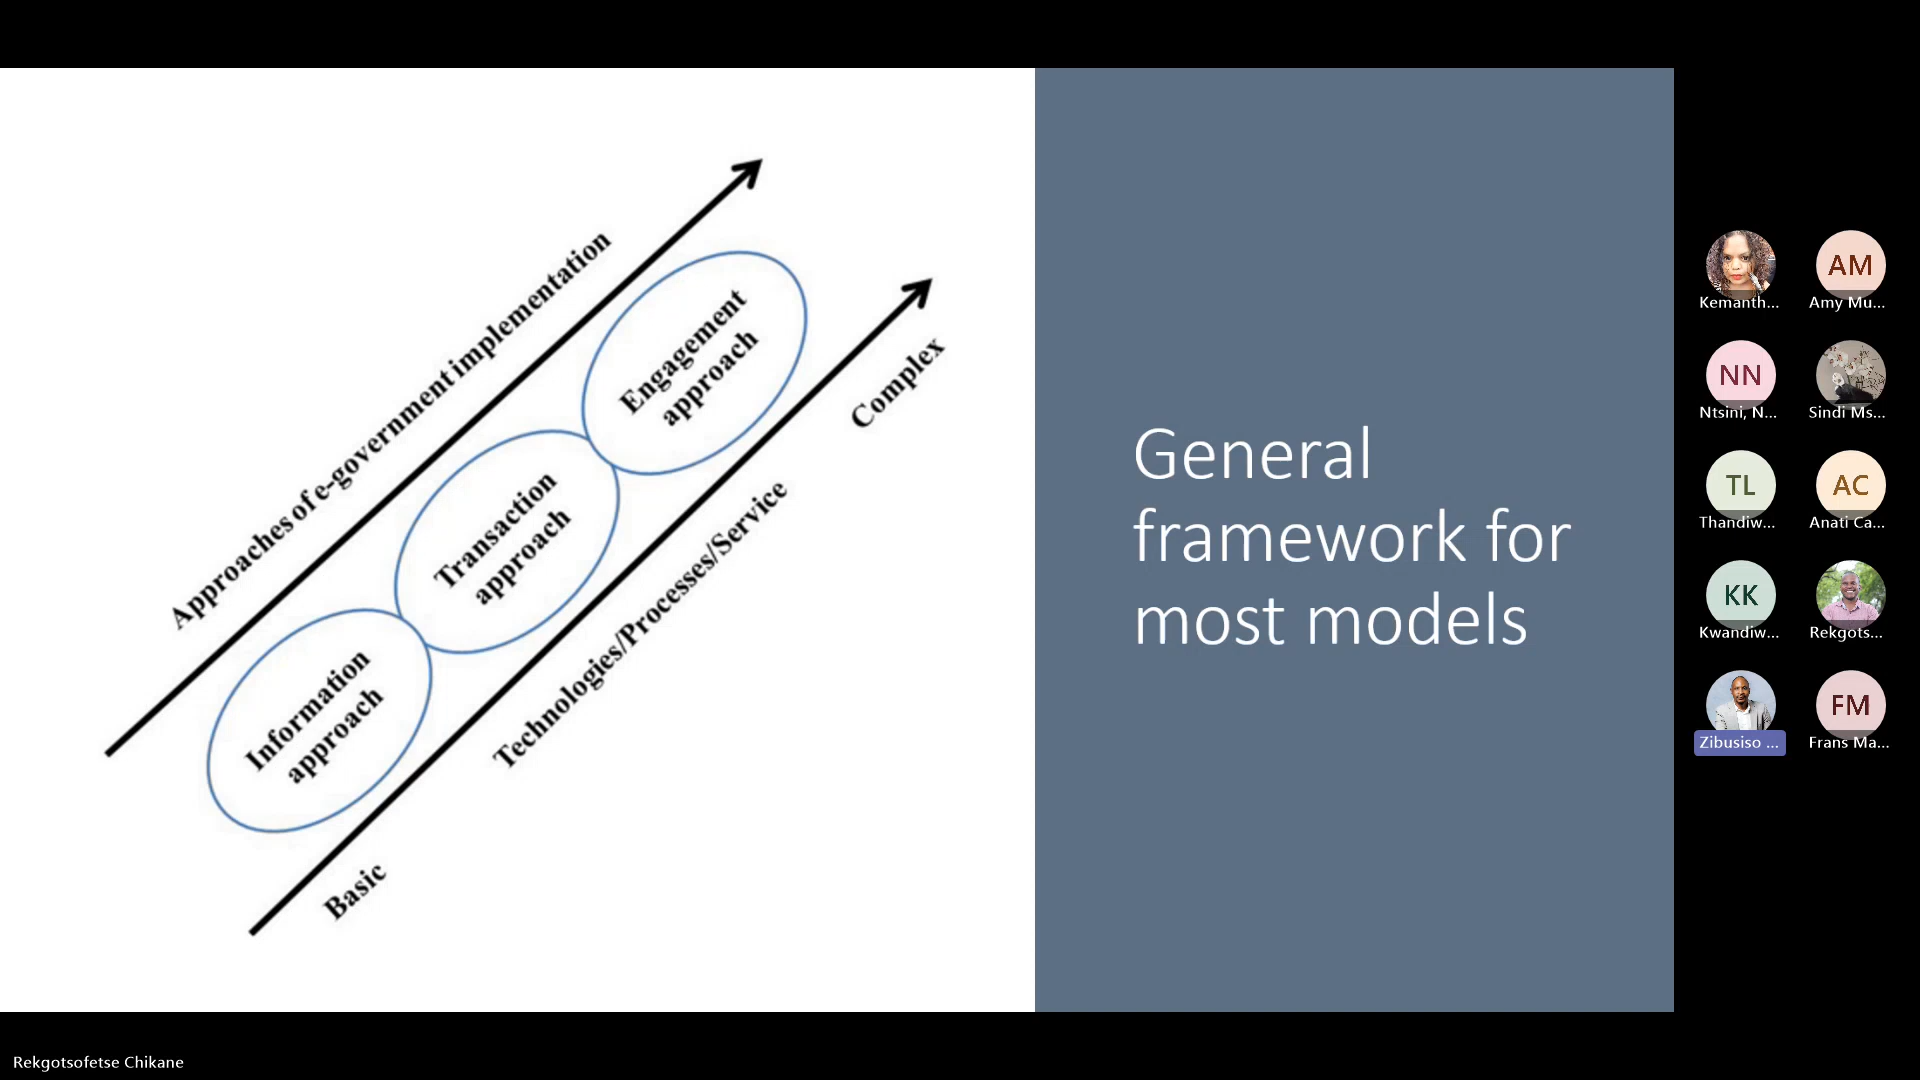 Approaches of e-government implementation
Engagement
approach
Transaction
approach
Information
approach
Complex
Technologies/Processes/Service
Basic
General
framework for
most models
Kemanth...
AM
Amy Mu...
NN
Ntsini, N...
Sindi Ms...
TL
Thandiw...
AC
Anati Ca...
KK
Kwandiw...
Rekgots...
Zibusiso ...
FM
Frans Ma...
Rekgotsofetse Chikane